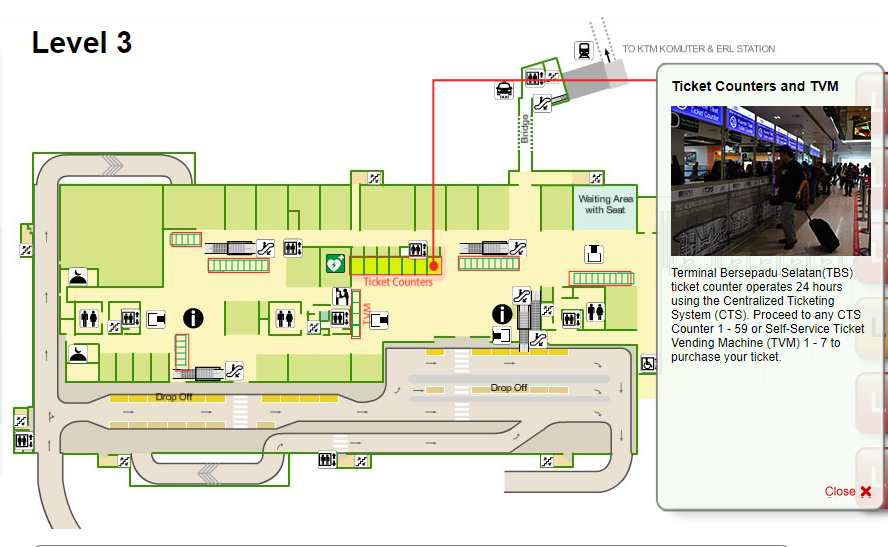 Level 3
TO KTM KOMUTER & ERL STATION
Bridge
Waiting Area
with Seat
Ticket Counters
TVM
Drop Off
Drop Off
Ticket Counters and TVM
Terminal Bersepadu Selatan(TBS)
ticket counter operates 24 hours
using the Centralized Ticketing
System (CTS). Proceed to any CTS
Counter 1 - 59 or Self-Service Ticket
Vending Machine (TVM) 1 - 7 to
purchase your ticket.
Close